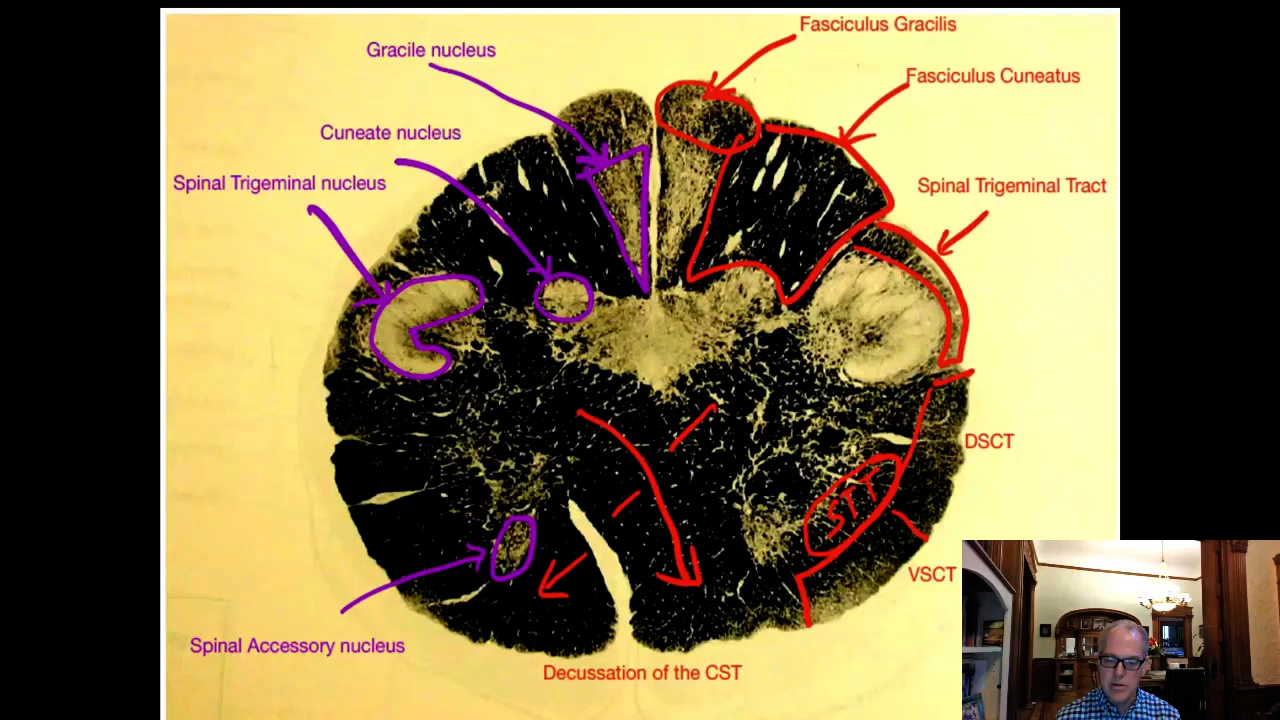 Fasciculus Gracilis
Gracile nucleus
Fasciculus Cuneatus
Cuneate nucleus
Spinal Trigeminal nucleus
Spinal Trigeminal Tract
DSCT
STT
VSCT
Spinal Accessory nucleus
Decussation of the CST